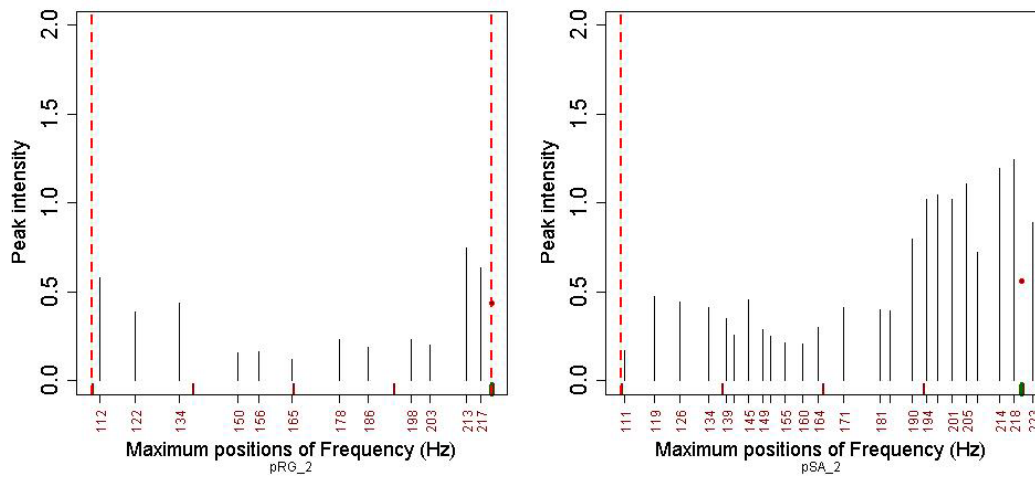 2.0
1.5
1.0
0.5
0.0
Peak intensity
112 122 134 150 156 165 178 186 198 203 213 217
Maximum positions of Frequency (Hz)
pRG_2
2.0
1.5
1.0
0.5
0.0
Peak intensity
111 119 126 134 139 145 149 155 160 164 171 181 190 194 201 205 214 218
Maximum positions of Frequency (Hz)
pSA_2